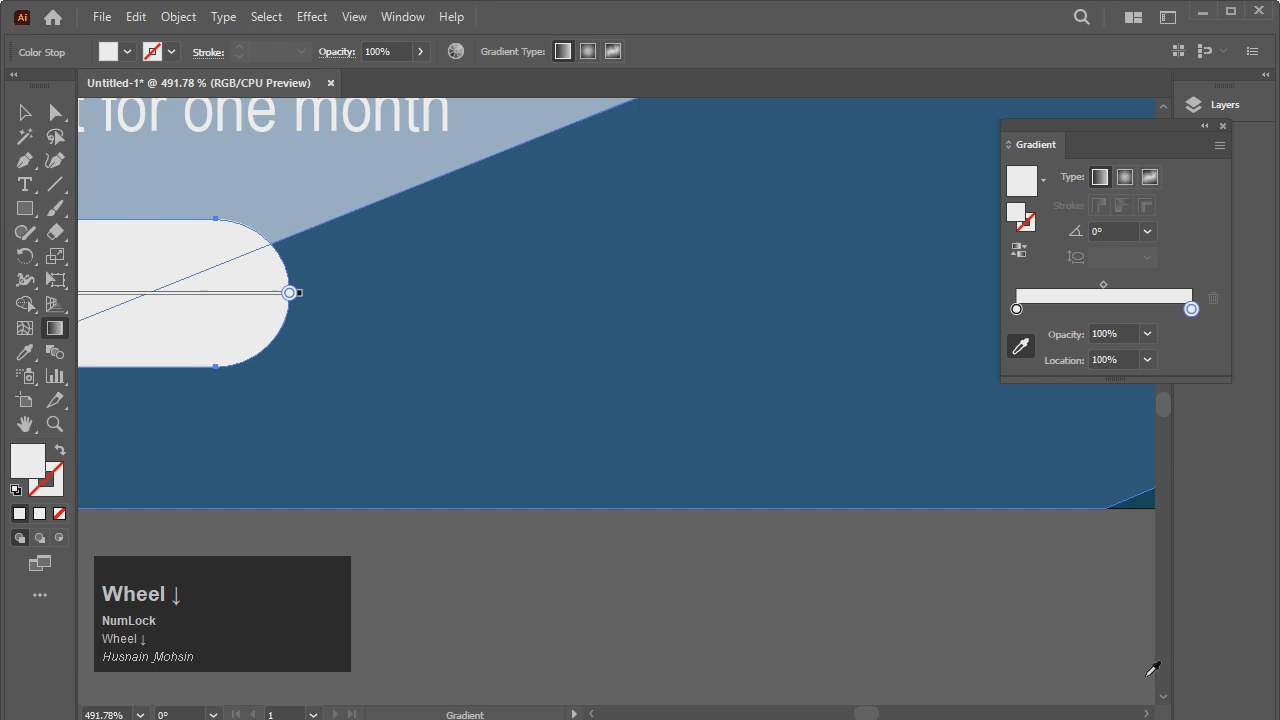 Ai File Edit Object Type Select Effect View Window Help
Color Stop Stroke: Opacity: 100% Gradient Type:
Untitled-1* @ 491.78 % (RGB/CPU Preview)
for one month
Layers
Gradient
Type:
Stroke:
0°
Opacity: 100%
Location: 100%
Wheel ↓
NumLock
Wheel ↓
Husnain Mohsin
491.78% 0° 1 Gradient